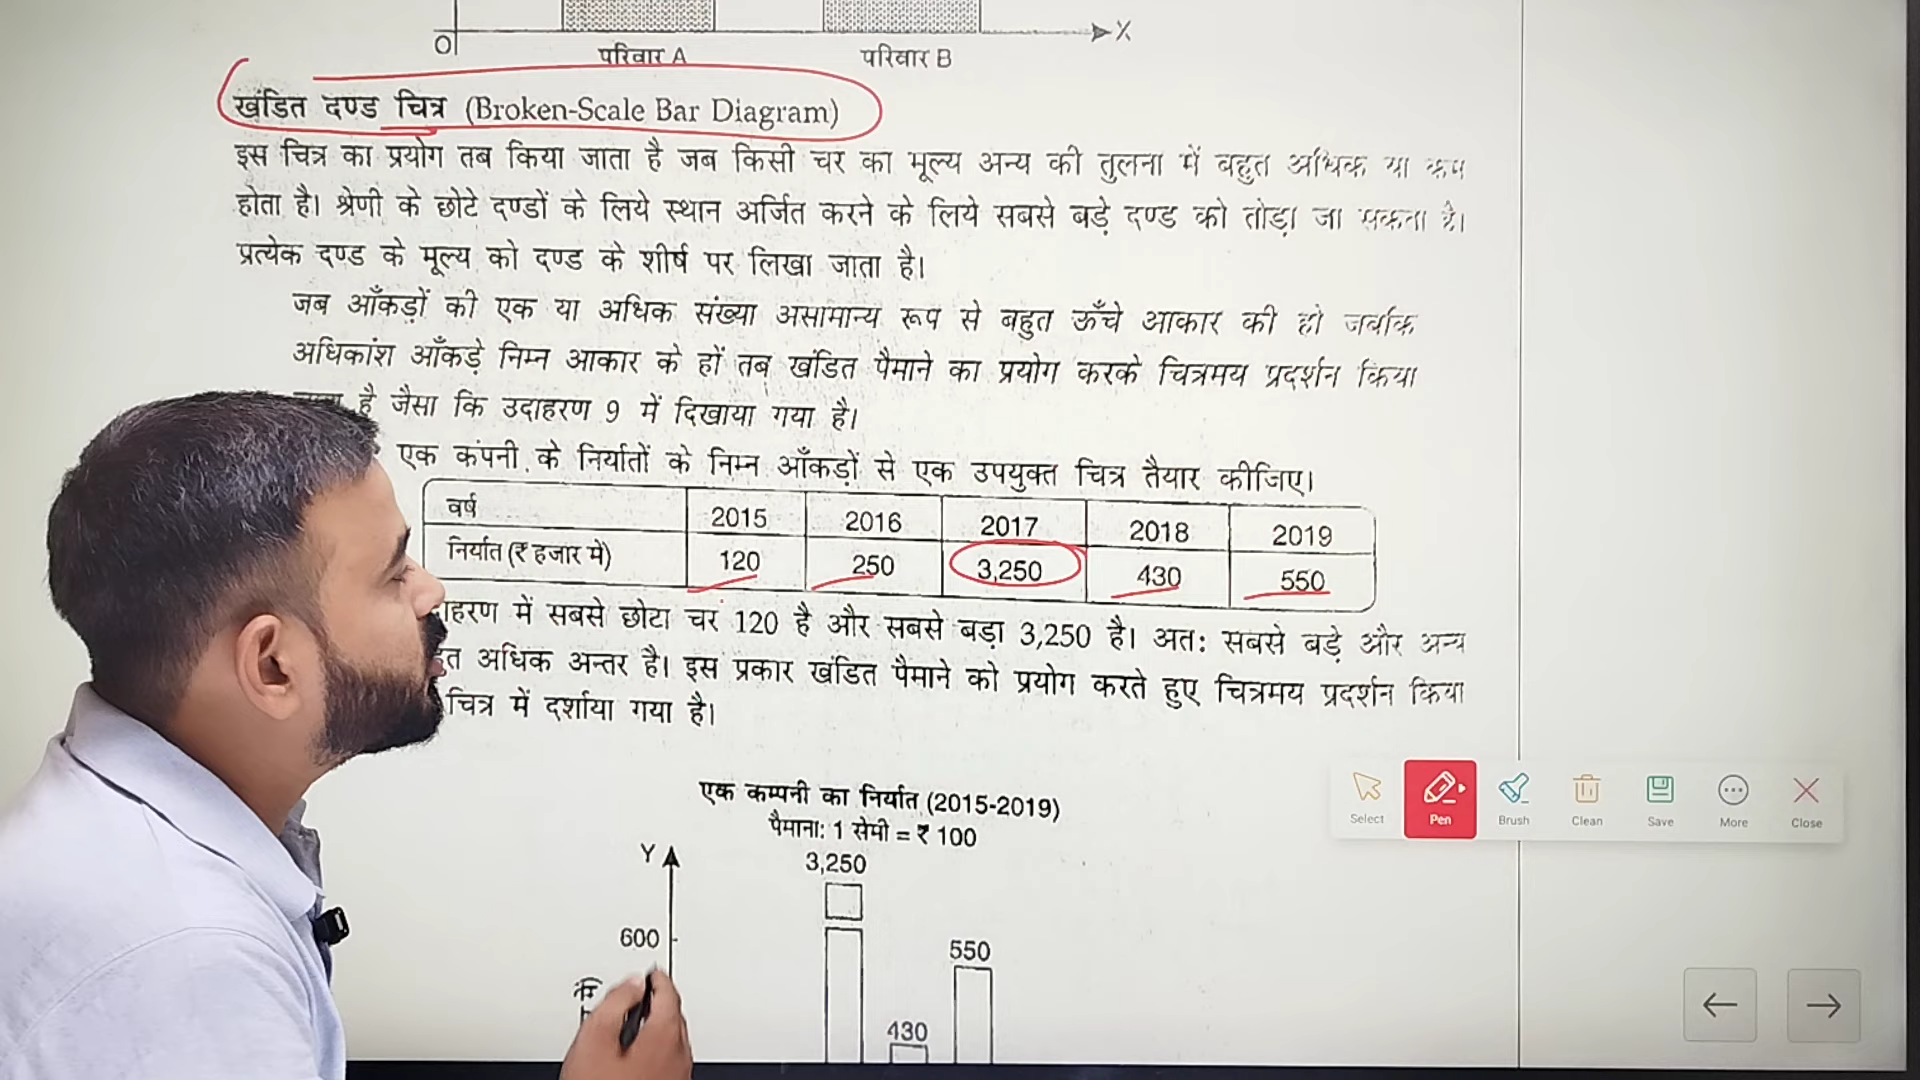 O
X
परिवार A
परिवार B
खंडित दण्ड चित्र (Broken-Scale Bar Diagram)
इस चित्र का प्रयोग तब किया जाता है जब किसी चर का मूल्य अन्य की तुलना में बहुत अधिक या कम
होता है। श्रेणी के छोटे दण्डों के लिये स्थान अर्जित करने के लिये सबसे बड़े दण्ड को तोड़ा जा सकता है।
प्रत्येक दण्ड के मूल्य को दण्ड के शीर्ष पर लिखा जाता है।
जब आँकड़ों की एक या अधिक संख्या असामान्य रूप से बहुत ऊँचे आकार की हो जबकि
अधिकांश आँकड़े निम्न आकार के हों तब खंडित पैमाने का प्रयोग करके चित्रमय प्रदर्शन किया
है जैसा कि उदाहरण 9 में दिखाया गया है।
एक कंपनी के निर्यातों के निम्न आँकड़ों से एक उपयुक्त चित्र तैयार कीजिए।
वर्ष 2015 2016 2017 2018 2019
निर्यात (₹ हजार में) 120 250 3,250 430 550
में सबसे छोटा चर 120 है और सबसे बड़ा 3,250 है। अतः सबसे बड़े और अन्य
अधिक अन्तर है। इस प्रकार खंडित पैमाने को प्रयोग करते हुए चित्रमय प्रदर्शन किया
चित्र में दर्शाया गया है।
एक कम्पनी का निर्यात (2015-2019)
पैमाना: 1 सेमी = ₹ 100
Y
3,250
600
550
430
Select
Pen
Brush
Clean
Save
More
Close